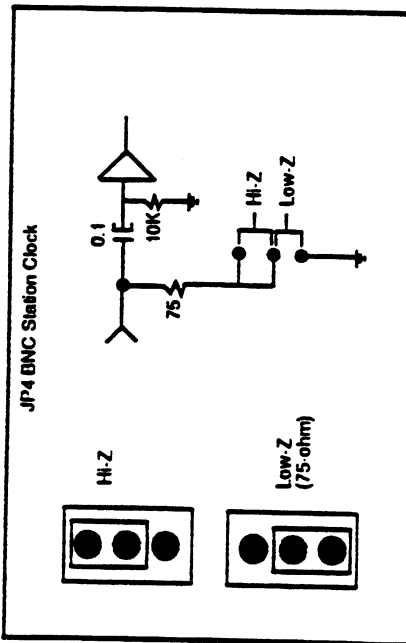 JP4 BNC Station Clock
Hi-Z
Low-Z
(75-ohm)
0.1
10K
75
Hi-Z
Low-Z